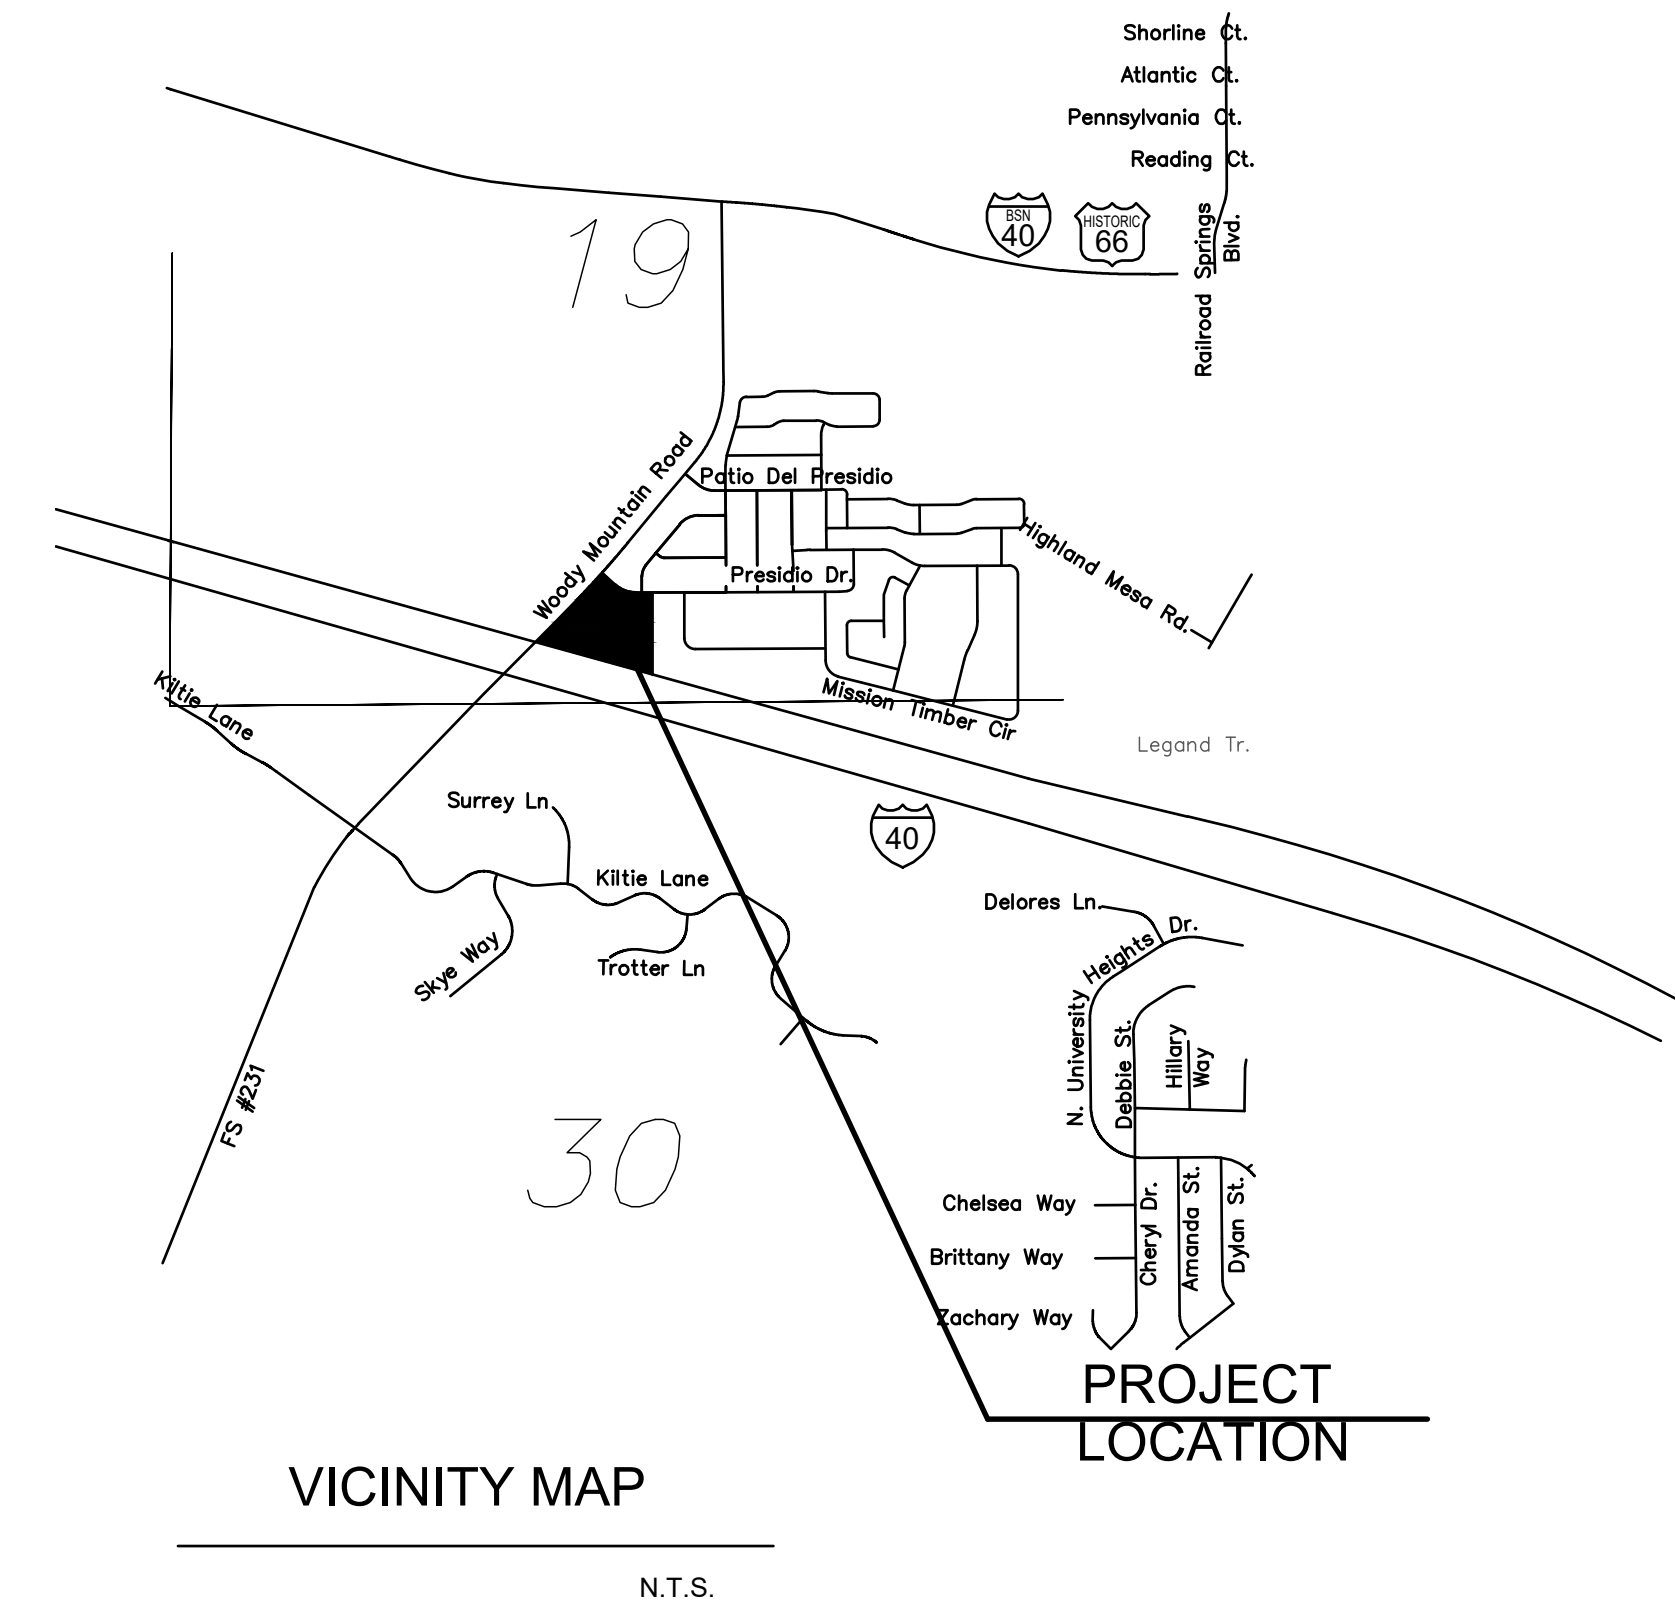 Shorline Ct.
Atlantic Ct.
Pennsylvania Ct.
Reading Ct.
BSN
40
HISTORIC
66
Railroad Springs
Blvd.
19
Woody Mountain Road
Patio Del Presidio
Highland Mesa Rd.
Presidio Dr.
Kiltie Lane
Mission Timber Cir
Legand Tr.
Surrey Ln.
40
Kiltie Lane
Delores Ln.
N. University Heights Dr.
Skye Way
Trotter Ln
Debbie St.
Hillary
Way
FS #231
30
Chelsea Way
Cheryl Dr.
Amanda St.
Dylan St.
Brittany Way
Zachary Way
PROJECT
LOCATION
VICINITY MAP
N.T.S.